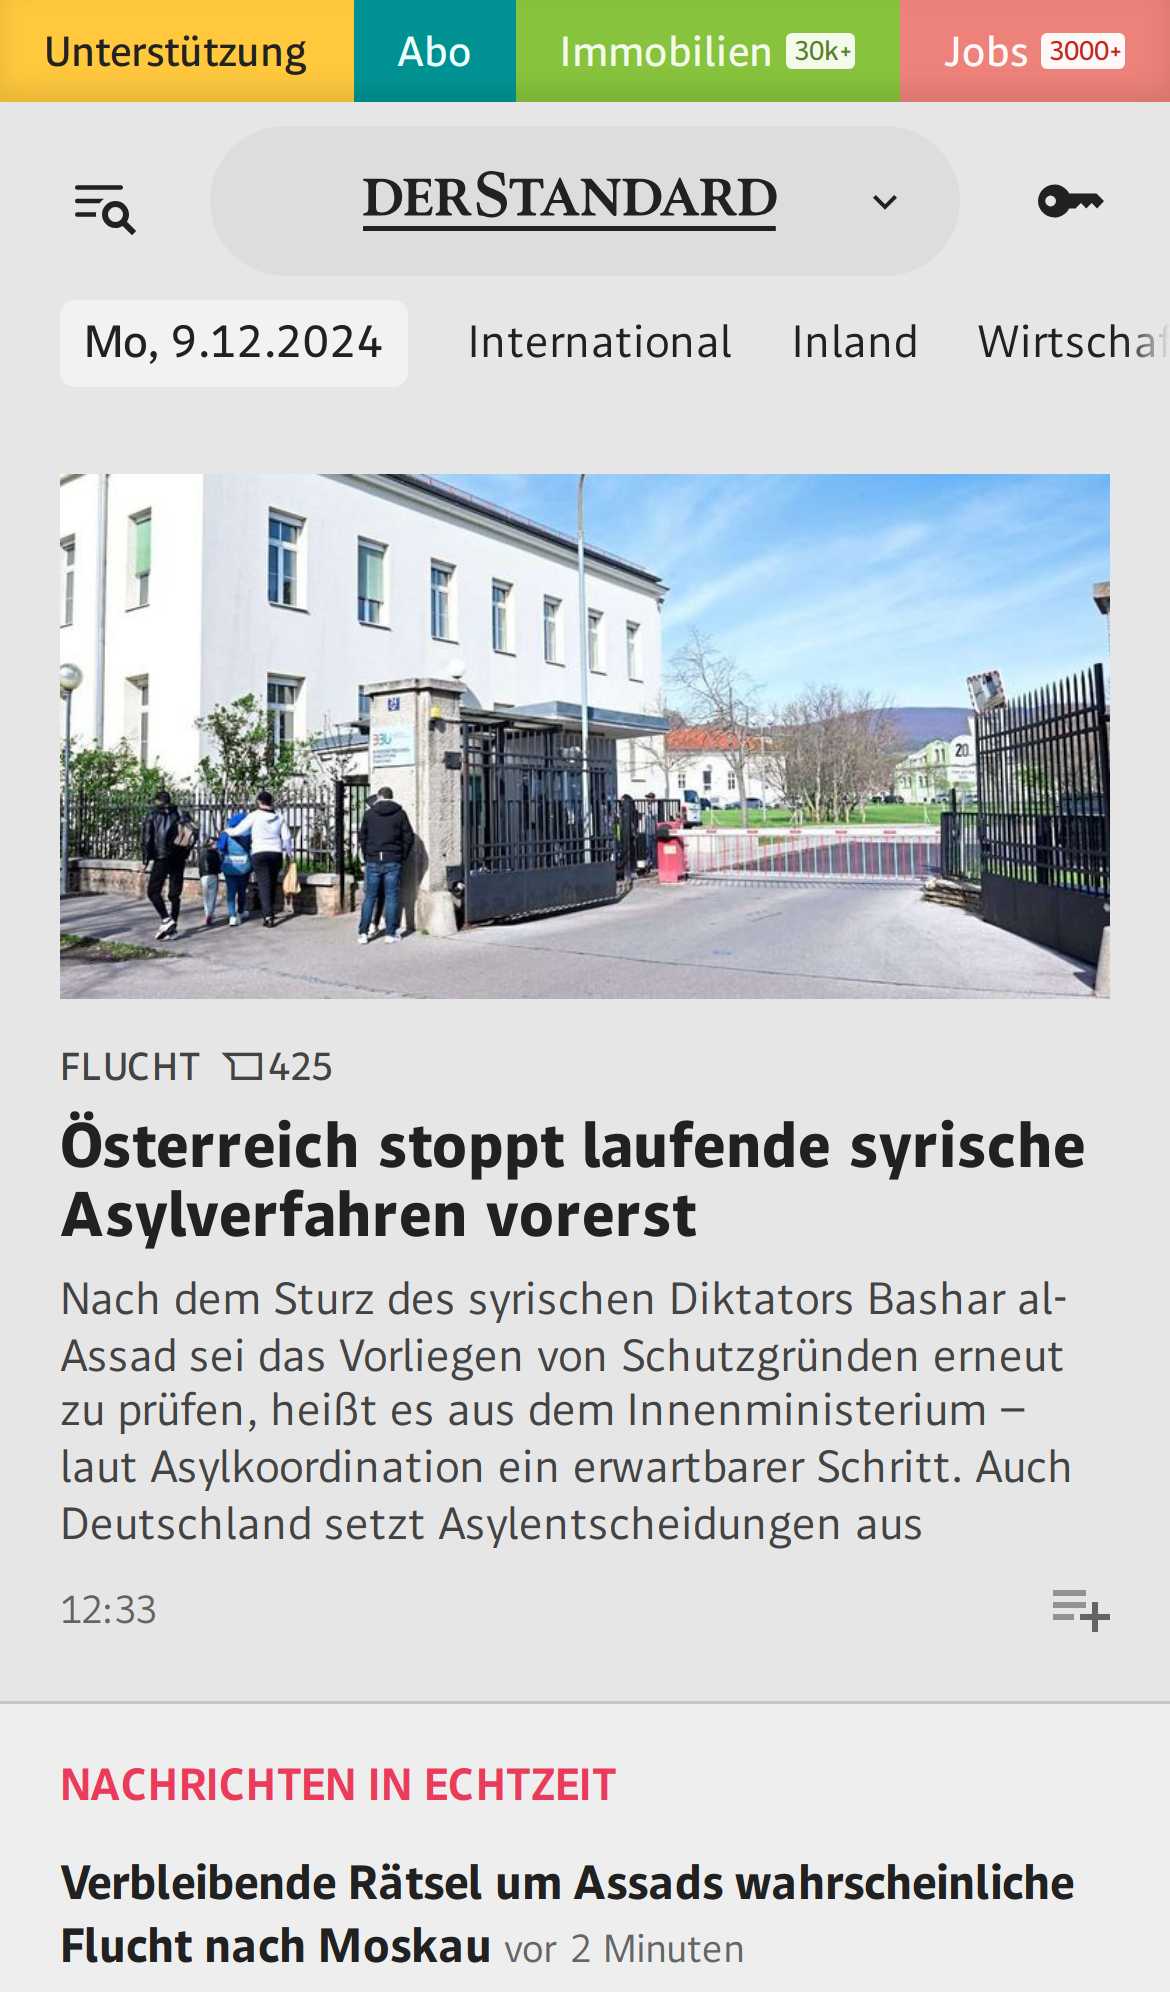 Unterstützung
Abo
Immobilien 30k+
Jobs 3000+
DERSTANDARD
Mo, 9.12.2024
International
Inland
Wirtschaf
20
FLUCHT 425
Österreich stoppt laufende syrische
Asylverfahren vorerst
Nach dem Sturz des syrischen Diktators Bashar al-
Assad sei das Vorliegen von Schutzgründen erneut
zu prüfen, heißt es aus dem Innenministerium –
laut Asylkoordination ein erwartbarer Schritt. Auch
Deutschland setzt Asylentscheidungen aus
12:33
NACHRICHTEN IN ECHTZEIT
Verbleibende Rätsel um Assads wahrscheinliche
Flucht nach Moskau vor 2 Minuten